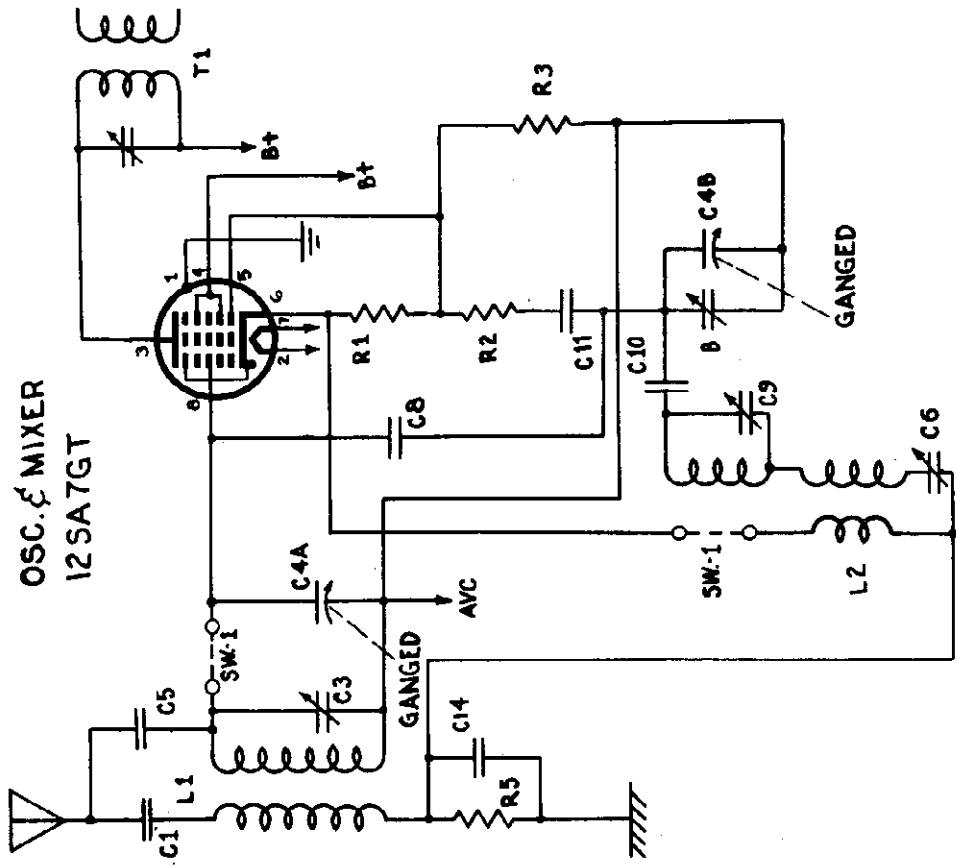 OSC. & MIXER
12SA7GT
T1
B+
B+
R3
1
4
5
6
7
2
3
8
R1
R2
C11
C10
C4B
GANGED
B
C9
C8
C6
SW.-1
L2
C4A
AVC
GANGED
SW.-1
C3
C5
C14
L1
C1
R5